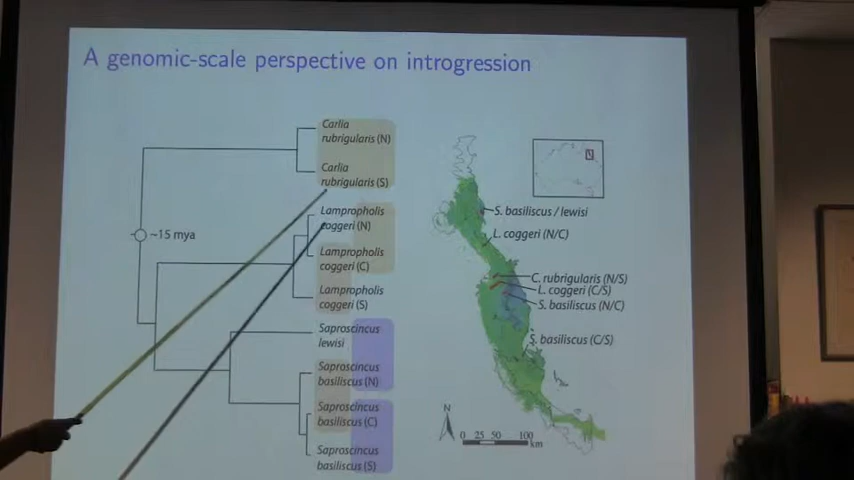 A genomic-scale perspective on introgression
Carlia
rubrigularis (N)
Carlia
rubrigularis (S)
Lampropholis
coggeri (N)
Lampropholis
coggeri (C)
Lampropholis
coggeri (S)
Saproscincus
lewisi
Saproscincus
basiliscus (N)
Saproscincus
basiliscus (C)
Saproscincus
basiliscus (S)
~15 mya
S. basiliscus / lewisi
L. coggeri (N/C)
C. rubrigularis (N/S)
L. coggeri (C/S)
S. basiliscus (N/C)
S. basiliscus (C/S)
N
0 25 50 100
km